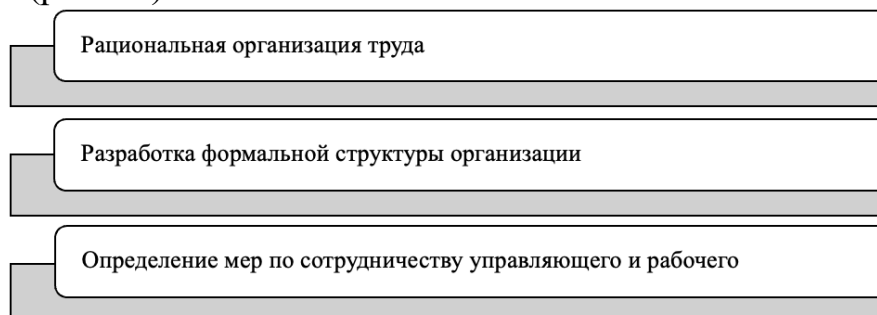 Рациональная организация труда
Разработка формальной структуры организации
Определение мер по сотрудничеству управляющего и рабочего